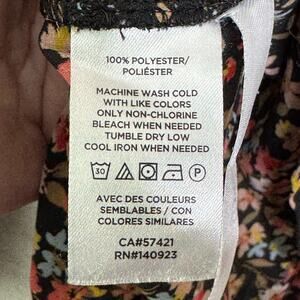 100% POLYESTER/
POLIÉSTER
MACHINE WASH COLD
WITH LIKE COLORS
ONLY NON-CHLORINE
BLEACH WHEN NEEDED
TUMBLE DRY LOW
COOL IRON WHEN NEEDED
30 P
AVEC DES COULEURS
SEMBLABLES / CON
COLORES SIMILARES
CA#57421
RN#140923